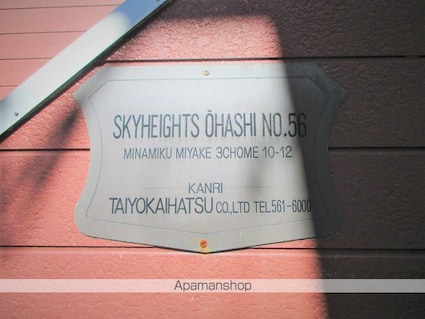 SKYHEIGHTS ŌHASHI NO.56
MINAMIKU MIYAKE 3CHOME 10-12
KANRI
TAIYOKAIHATSU CO.,LTD TEL.561-6000
Apamanshop